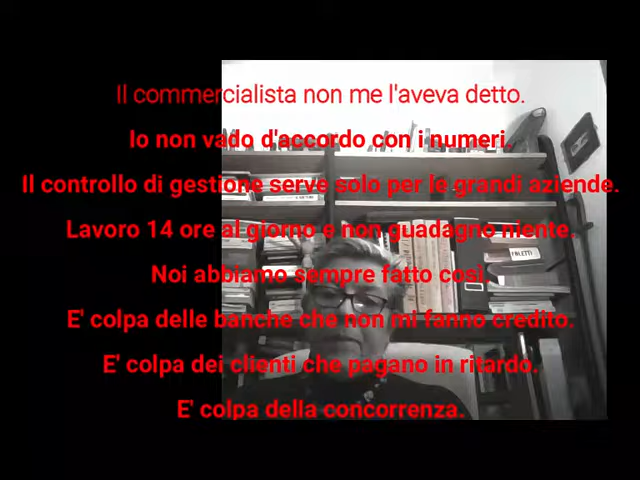 Il commercialista non me l'aveva detto.
Io non vado d'accordo con i numeri.
Il controllo di gestione serve solo per le grandi aziende.
Lavoro 14 ore al giorno e non guadagno niente.
Noi abbiamo sempre fatto così.
E' colpa delle banche che non mi fanno credito.
E' colpa dei clienti che pagano in ritardo.
E' colpa della concorrenza.